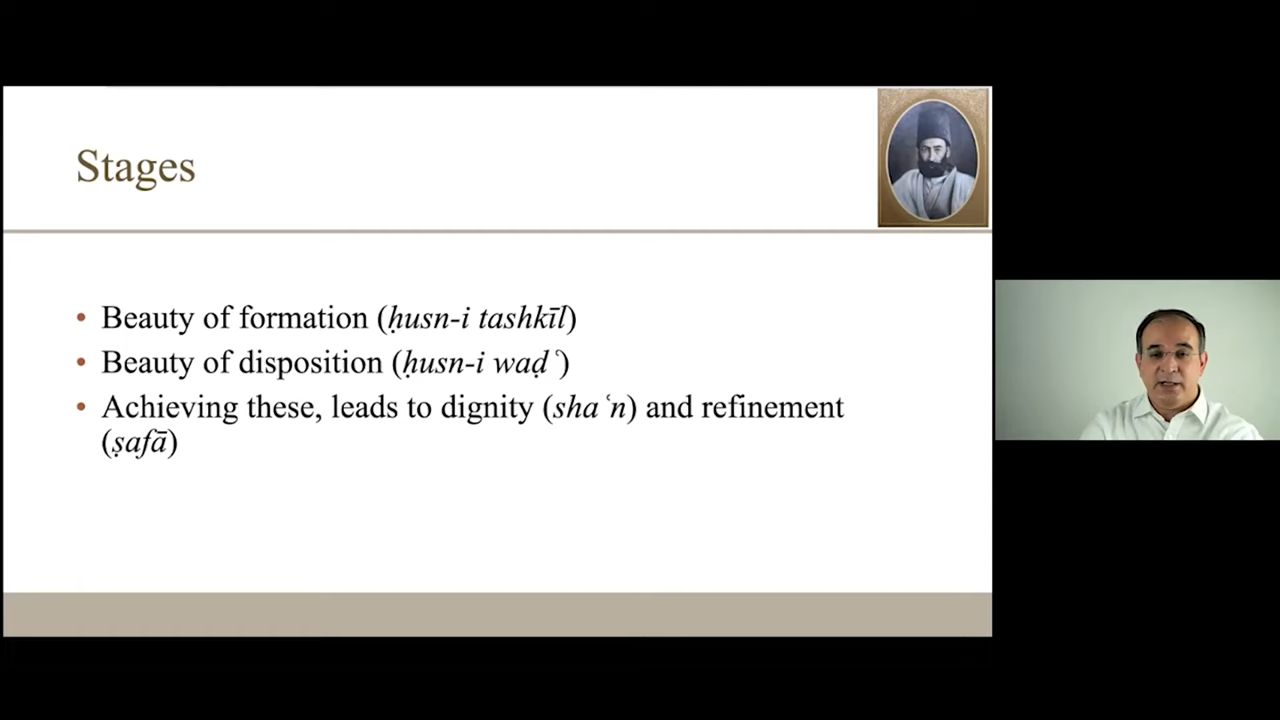 Stages
• Beauty of formation (ḥusn-i tashkīl)
• Beauty of disposition (ḥusn-i waḍʿ)
• Achieving these, leads to dignity (shaʿn) and refinement
(ṣafā)